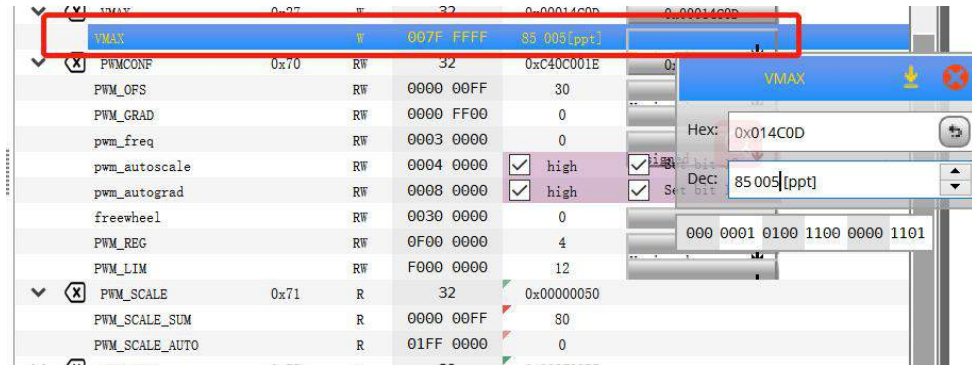 VMAX 0x27 W 32 0x00014C0D 0x00014C0D
VMAX W 007F FFFF 85 005[ppt]
PWMCONF 0x70 RW 32 0xC40C001E
PWM_OFS RW 0000 00FF 30
PWM_GRAD RW 0000 FF00 0
pwm_freq RW 0003 0000 0
pwm_autoscale RW 0004 0000 high
pwm_autograd RW 0008 0000 high
freewheel RW 0030 0000 0
PWM_REG RW 0F00 0000 4
PWM_LIM RW F000 0000 12
PWM_SCALE 0x71 R 32 0x00000050
PWM_SCALE_SUM R 0000 00FF 80
PWM_SCALE_AUTO R 01FF 0000 0
VMAX
Hex: 0x014C0D
Dec: 85 005 [ppt]
000 0001 0100 1100 0000 1101